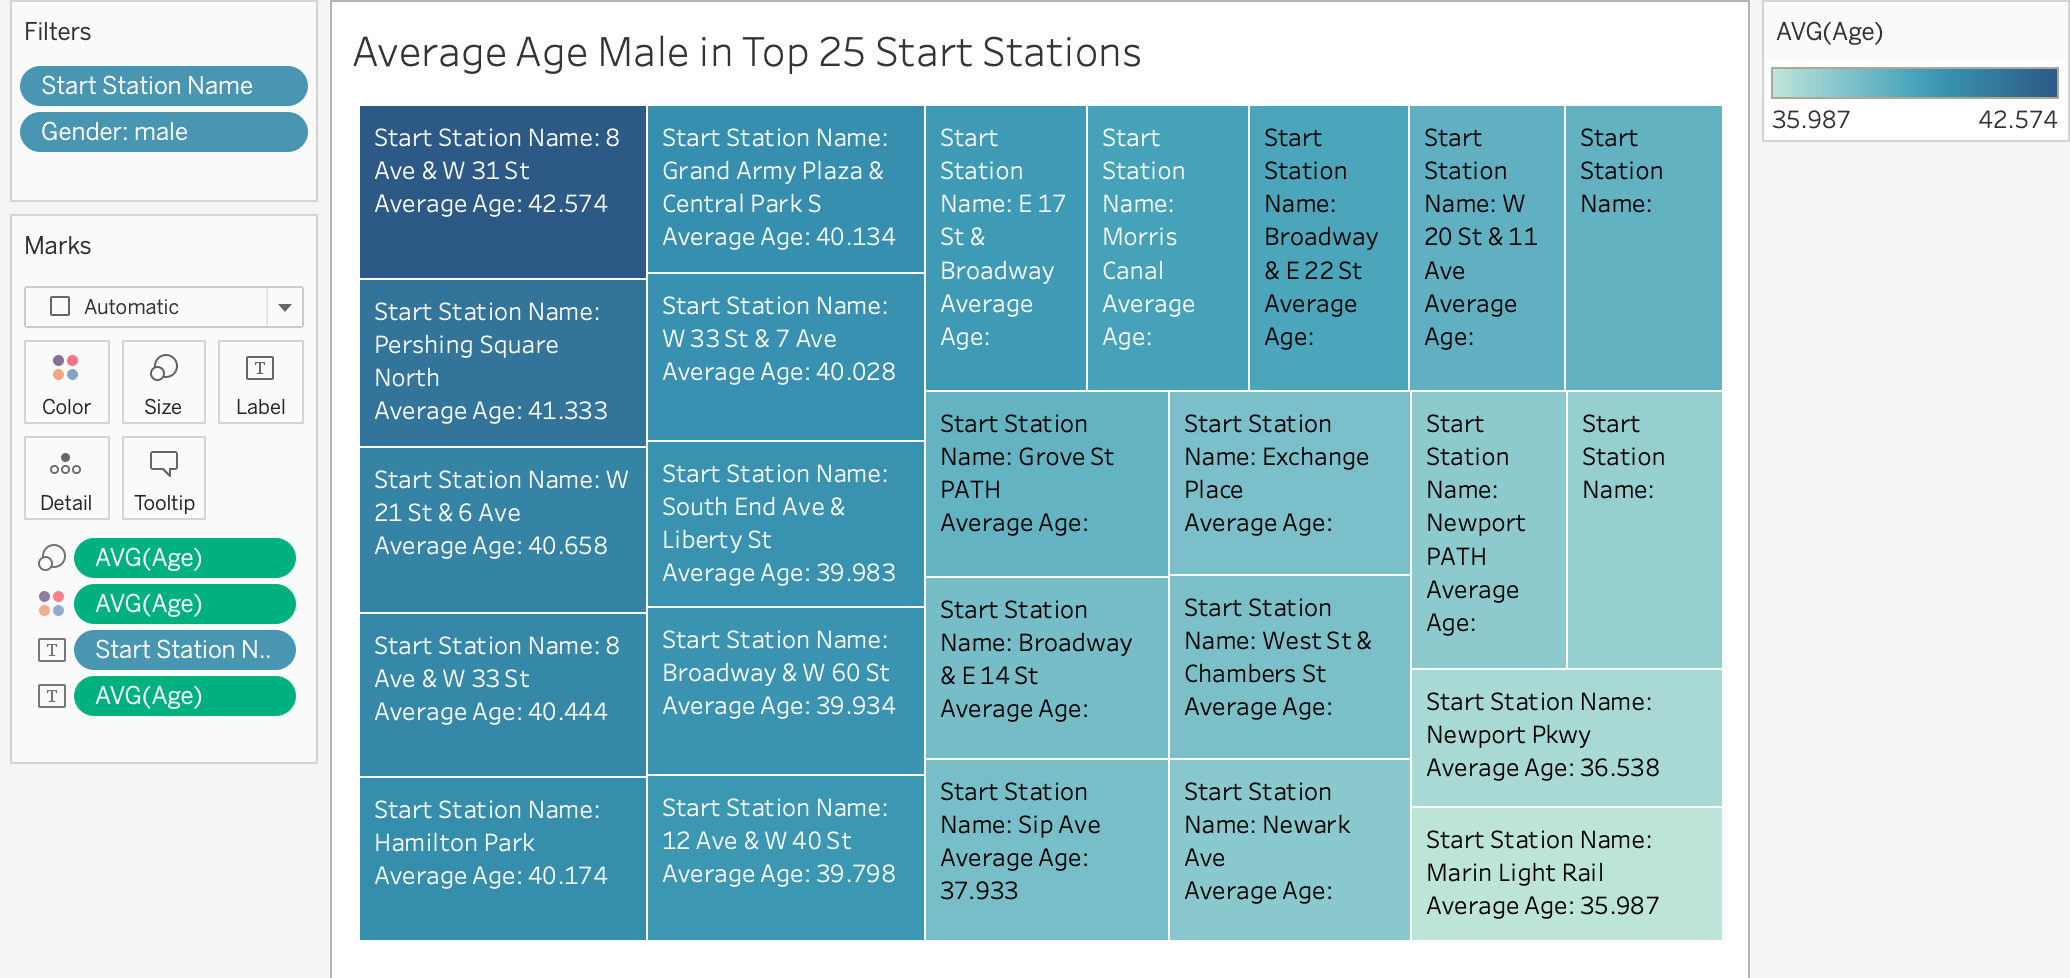 Filters
Start Station Name
Gender: male
Marks
Automatic
Color
Size
Label
Detail
Tooltip
AVG(Age)
AVG(Age)
Start Station N..
AVG(Age)
Average Age Male in Top 25 Start Stations
Start Station Name: 8
Ave & W 31 St
Average Age: 42.574
Start Station Name:
Pershing Square
North
Average Age: 41.333
Start Station Name: W
21 St & 6 Ave
Average Age: 40.658
Start Station Name: 8
Ave & W 33 St
Average Age: 40.444
Start Station Name:
Hamilton Park
Average Age: 40.174
Start Station Name:
Grand Army Plaza &
Central Park S
Average Age: 40.134
Start Station Name:
W 33 St & 7 Ave
Average Age: 40.028
Start Station Name:
South End Ave &
Liberty St
Average Age: 39.983
Start Station Name:
Broadway & W 60 St
Average Age: 39.934
Start Station Name:
12 Ave & W 40 St
Average Age: 39.798
Start
Station
Name: E 17
St &
Broadway
Average
Age:
Start
Station
Name:
Morris
Canal
Average
Age:
Start
Station
Name:
Broadway
& E 22 St
Average
Age:
Start
Station
Name: W
20 St & 11
Ave
Average
Age:
Start
Station
Name:
Start Station
Name: Grove St
PATH
Average Age:
Start Station
Name: Broadway
& E 14 St
Average Age:
Start Station
Name: Sip Ave
Average Age:
37.933
Start Station
Name: Exchange
Place
Average Age:
Start Station
Name: West St &
Chambers St
Average Age:
Start Station
Name: Newark
Ave
Average Age:
Start
Station
Name:
Newport
PATH
Average
Age:
Start
Station
Name:
Start Station Name:
Newport Pkwy
Average Age: 36.538
Start Station Name:
Marin Light Rail
Average Age: 35.987
AVG(Age)
35.987
42.574